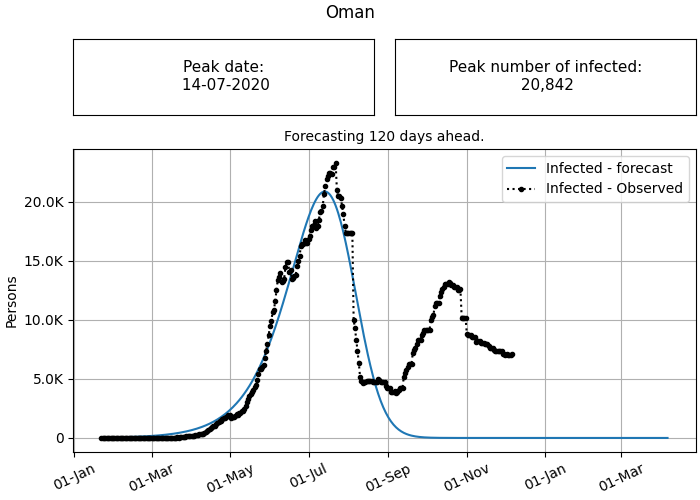 Oman
Peak date:
14-07-2020
Peak number of infected:
20,842
Forecasting 120 days ahead.
Infected - forecast
Infected - Observed
Persons
20.0K
15.0K
10.0K
5.0K
0
01-Jan
01-Mar
01-May
01-Jul
01-Sep
01-Nov
01-Jan
01-Mar